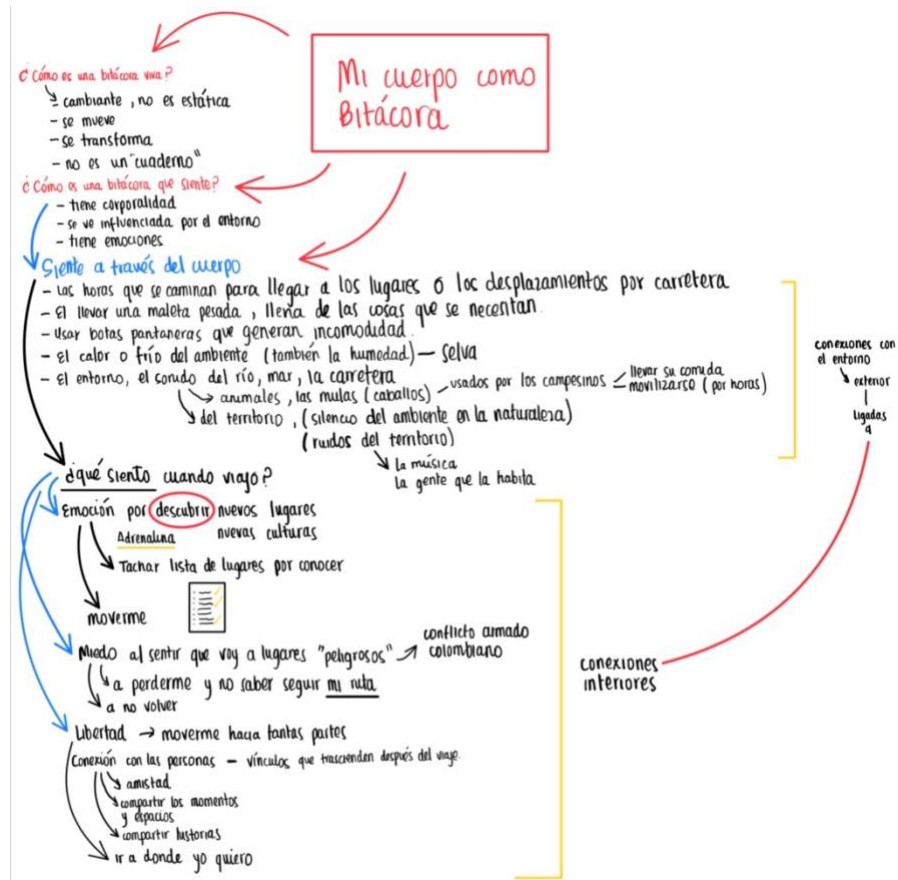 Mi cuerpo como
Bitácora
¿Cómo es una bitácora viva?
cambiante, no es estática
- se mueve
- se transforma
- no es un "cuaderno"
¿Cómo es una bitácora que siente?
- tiene corporalidad
- se ve influenciada por el entorno
- tiene emociones
Siente a través del cuerpo
- Las horas que se caminan para llegar a los lugares ó los desplazamientos por carretera
- El llevar una maleta pesada, llena de las cosas que se necesitan.
- Usar botas pantaneras que generan incomodidad.
- El calor o frío del ambiente (también la humedad) — selva
- El entorno, el sonido del río, mar, la carretera
animales, las mulas (caballos) — usados por los campesinos
llevar su comida
movilizarse (por horas)
del territorio, (silencio del ambiente en la naturaleza)
(ruidos del territorio)
la música
la gente que la habita
conexiones con
el entorno
exterior
ligadas
a
¿qué siento cuando viajo?
Emoción por descubrir nuevos lugares
Adrenalina nuevas culturas
Tachar lista de lugares por conocer
moverme
Miedo al sentir que voy a lugares "peligrosos"
conflicto armado
colombiano
a perderme y no saber seguir mi ruta
a no volver
Libertad → moverme hacia tantas partes
Conexión con las personas — vínculos que trascienden después del viaje.
amistad
compartir los momentos
y espacios
compartir historias
ir a donde yo quiero
conexiones
interiores